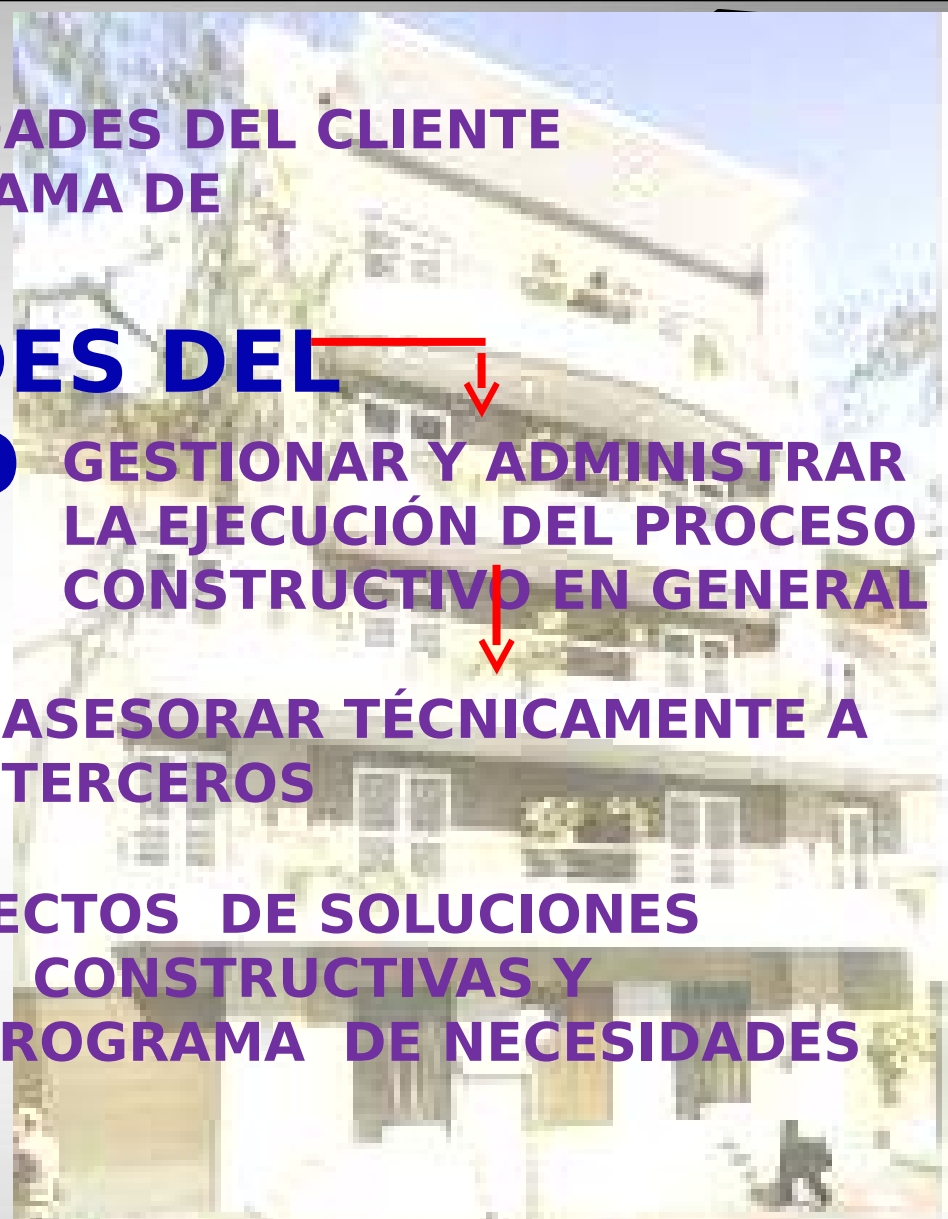 DADES DEL CLIENTE
AMA DE
DES DEL
O
GESTIONAR Y ADMINISTRAR
LA EJECUCIÓN DEL PROCESO
CONSTRUCTIVO EN GENERAL
ASESORAR TÉCNICAMENTE A
TERCEROS
ECTOS DE SOLUCIONES
CONSTRUCTIVAS Y
ROGRAMA DE NECESIDADES